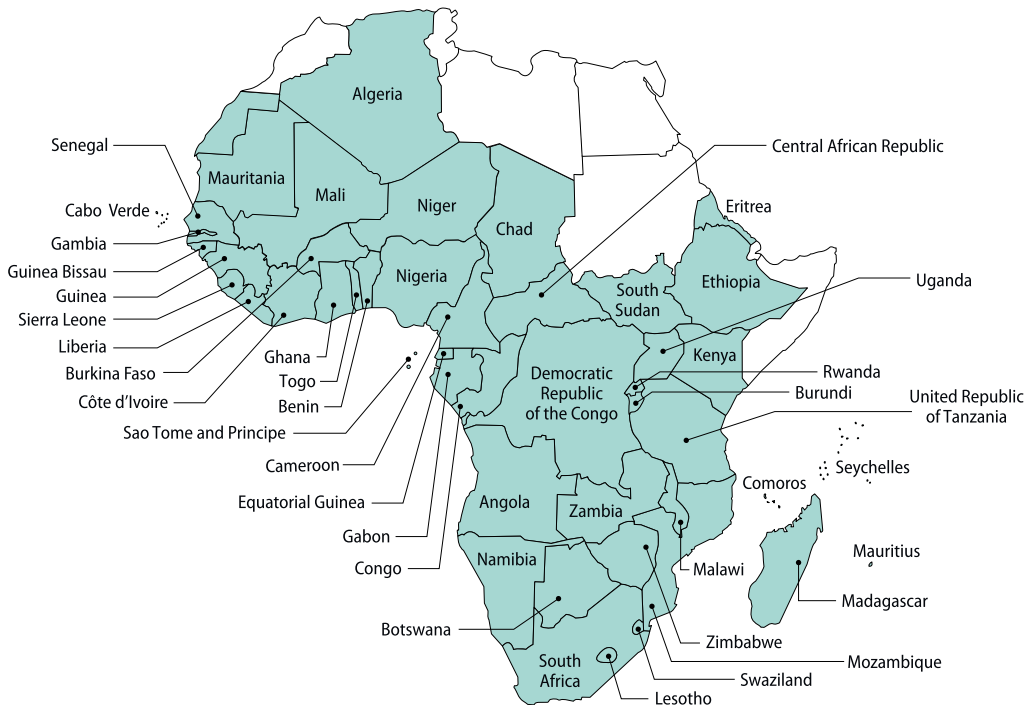 Algeria
Senegal
Central African Republic
Mauritania
Mali
Niger
Cabo Verde
Eritrea
Chad
Gambia
Guinea Bissau
Nigeria
Ethiopia
Uganda
Guinea
South
Sudan
Sierra Leone
Liberia
Ghana
Kenya
Burkina Faso
Togo
Democratic
Republic
of the Congo
Rwanda
Burundi
Côte d’Ivoire
Benin
United Republic
of Tanzania
Sao Tome and Principe
Cameroon
Seychelles
Comoros
Equatorial Guinea
Angola
Zambia
Gabon
Mauritius
Namibia
Congo
Malawi
Madagascar
Botswana
Zimbabwe
South
Africa
Mozambique
Swaziland
Lesotho